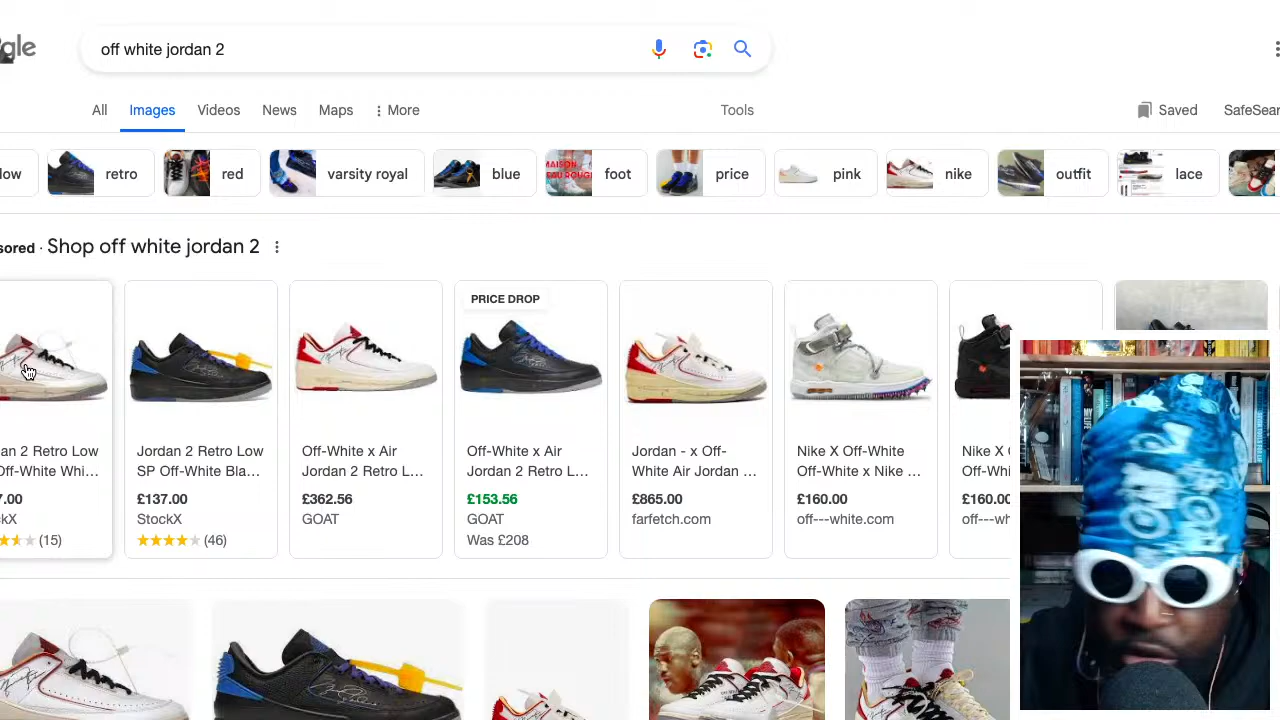 gle
off white jordan 2
All Images Videos News Maps More Tools Saved SafeSear
low retro red varsity royal blue foot price pink nike outfit lace
sored · Shop off white jordan 2
PRICE DROP
an 2 Retro Low
Off-White Whi...
7.00
ckX
(15)
Jordan 2 Retro Low
SP Off-White Bla...
£137.00
StockX
(46)
Off-White x Air
Jordan 2 Retro L...
£362.56
GOAT
Off-White x Air
Jordan 2 Retro L...
£153.56
GOAT
Was £208
Jordan - x Off-
White Air Jordan ...
£865.00
farfetch.com
Nike X Off-White
Off-White x Nike ...
£160.00
off---white.com
Nike X
Off-Whi
£160.00
off---wh